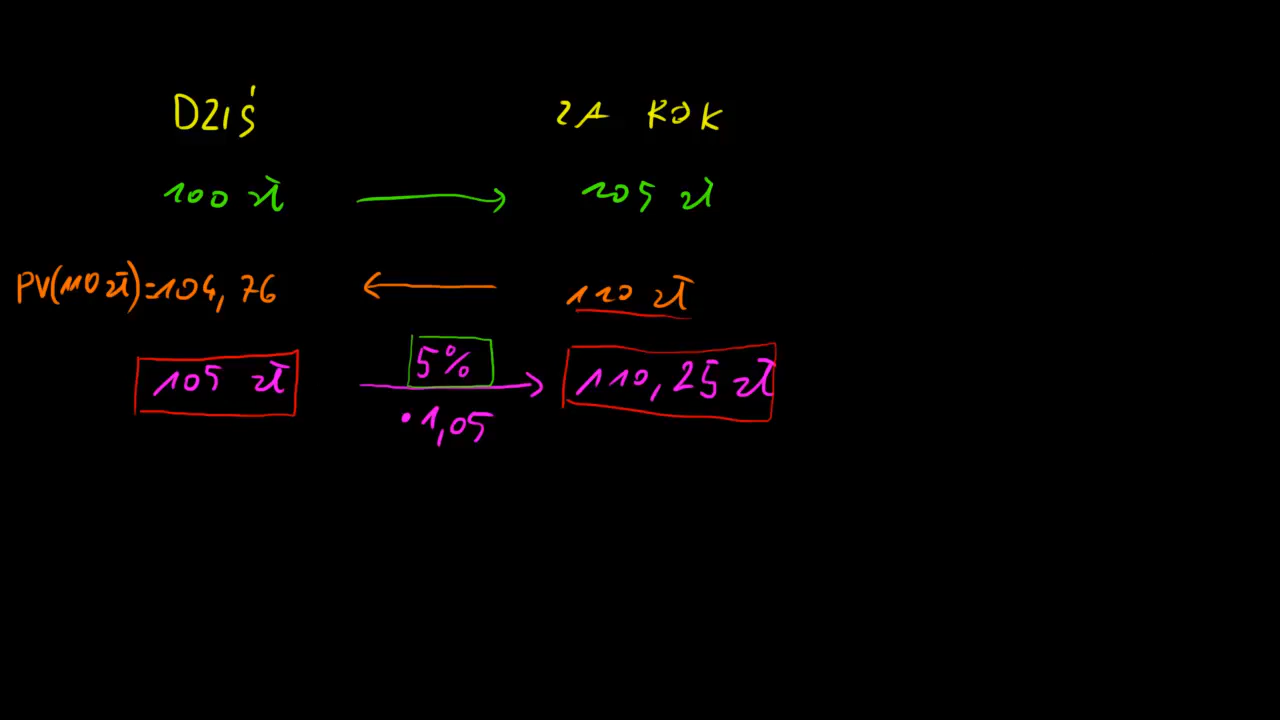 DZIŚ ZA ROK
100 zł 105 zł
PV(110 zł)=104,76 110 zł
105 zł 5% 110,25 zł
·1,05